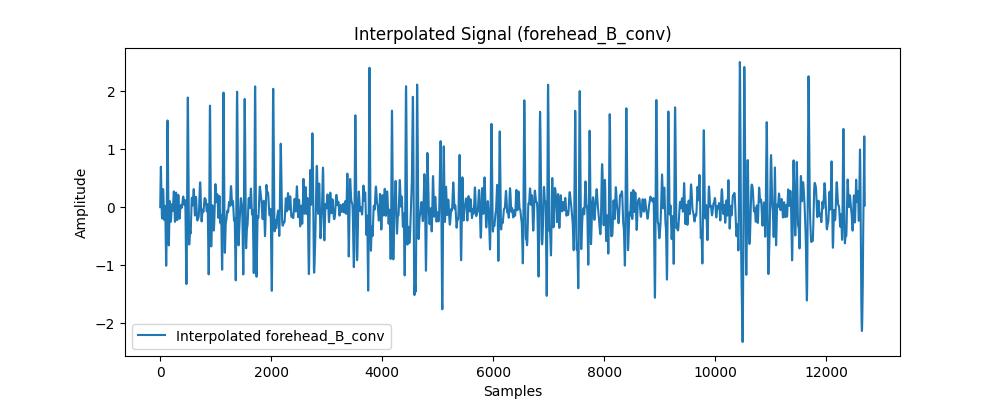 Interpolated Signal (forehead_B_conv)
Amplitude
2
1
0
−1
−2
Interpolated forehead_B_conv
0 2000 4000 6000 8000 10000 12000
Samples